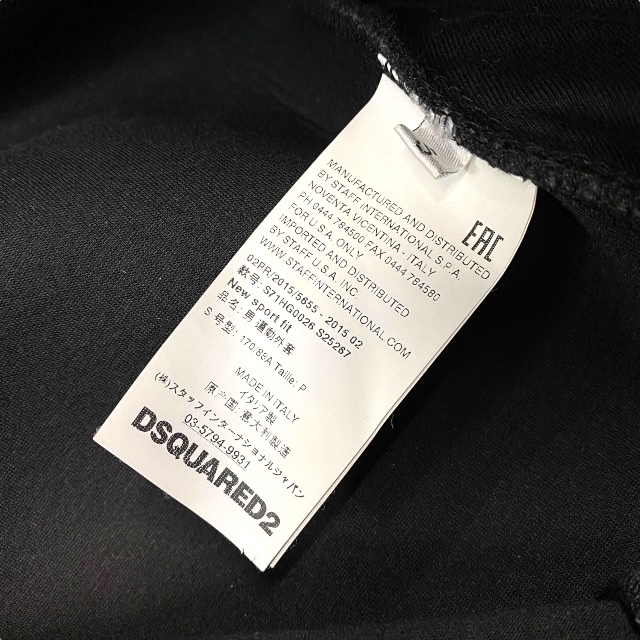 S
MANUFACTURED AND DISTRIBUTED
BY STAFF INTERNATIONAL S.P.A.
NOVENTA VICENTINA, ITALY
PH 0444 784500 FAX 0444 784580
FOR U.S.A. ONLY
IMPORTED AND DISTRIBUTED
BY STAFF U.S.A. INC.
WWW.STAFF-INTERNATIONAL.COM
EAC
02PR/2015/5655 - 2015 02
款号: S71HG0026 S25267
New sport fit
品名: 男 運動外套
S 号型: 170.88A Taille: P
MADE IN ITALY
イタリア製
原产国: 意大利製造
(株)スタッフインターナショナルジャパン
03-5794-9931
DSQUARED2